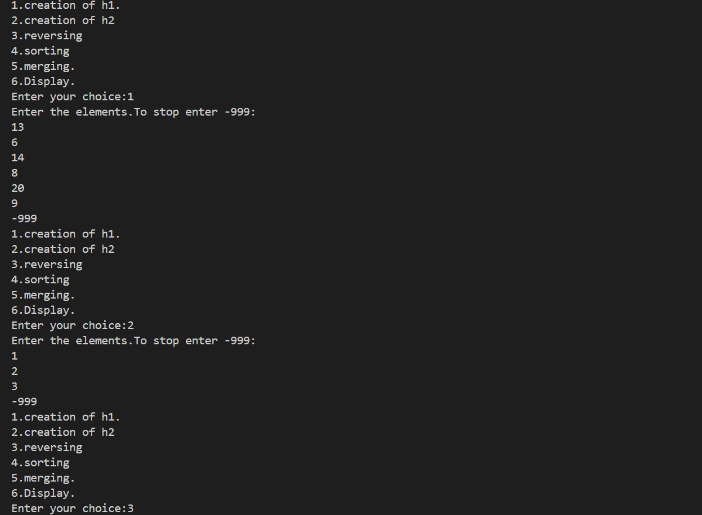 1.creation of h1.
2.creation of h2
3.reversing
4.sorting
5.merging.
6.Display.
Enter your choice:1
Enter the elements.To stop enter -999:
13
6
14
8
20
9
-999
1.creation of h1.
2.creation of h2
3.reversing
4.sorting
5.merging.
6.Display.
Enter your choice:2
Enter the elements.To stop enter -999:
1
2
3
-999
1.creation of h1.
2.creation of h2
3.reversing
4.sorting
5.merging.
6.Display.
Enter your choice:3